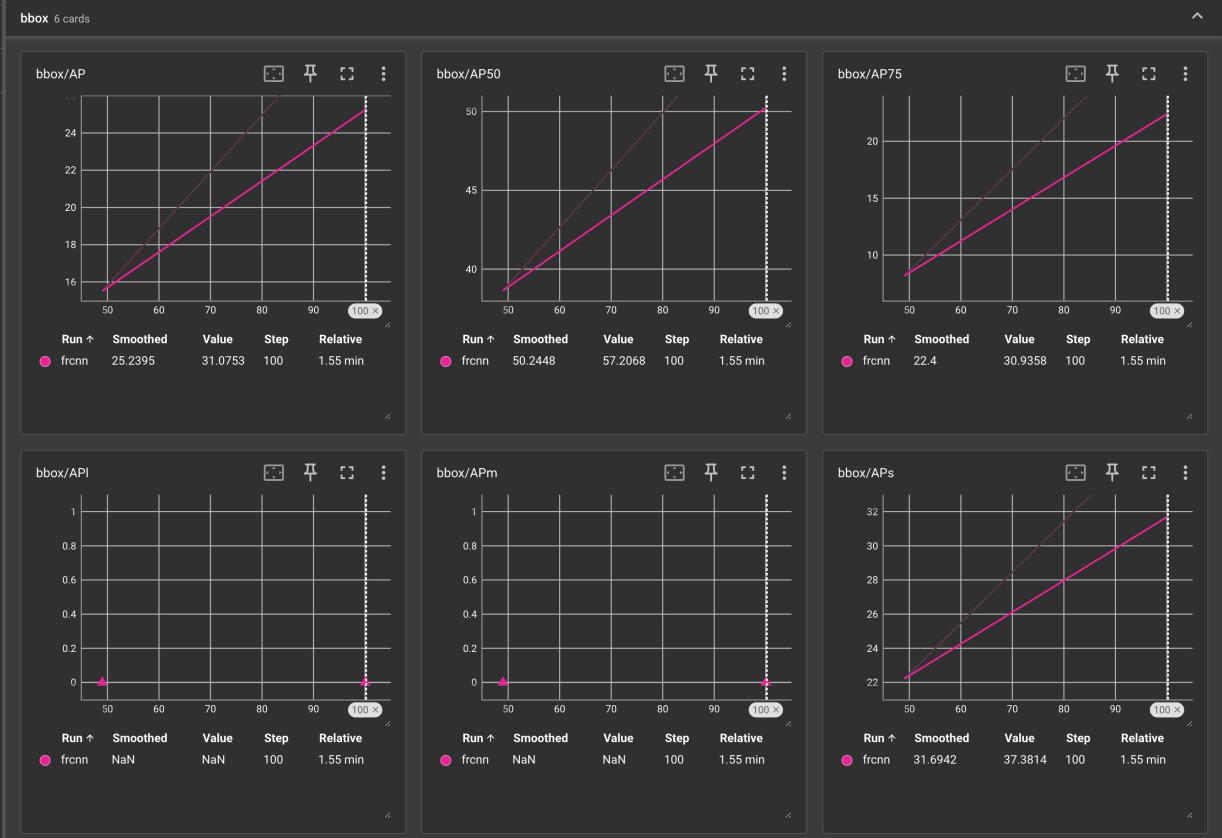 bbox 6 cards
bbox/AP
24
22
20
18
16
50 60 70 80 90 100 ×
Run ↑ Smoothed Value Step Relative
frcnn 25.2395 31.0753 100 1.55 min
bbox/AP50
50
45
40
50 60 70 80 90 100 ×
Run ↑ Smoothed Value Step Relative
frcnn 50.2448 57.2068 100 1.55 min
bbox/AP75
20
15
10
50 60 70 80 90 100 ×
Run ↑ Smoothed Value Step Relative
frcnn 22.4 30.9358 100 1.55 min
bbox/APl
1
0.8
0.6
0.4
0.2
0
50 60 70 80 90 100 ×
Run ↑ Smoothed Value Step Relative
frcnn NaN NaN 100 1.55 min
bbox/APm
1
0.8
0.6
0.4
0.2
0
50 60 70 80 90 100 ×
Run ↑ Smoothed Value Step Relative
frcnn NaN NaN 100 1.55 min
bbox/APs
32
30
28
26
24
22
50 60 70 80 90 100 ×
Run ↑ Smoothed Value Step Relative
frcnn 31.6942 37.3814 100 1.55 min